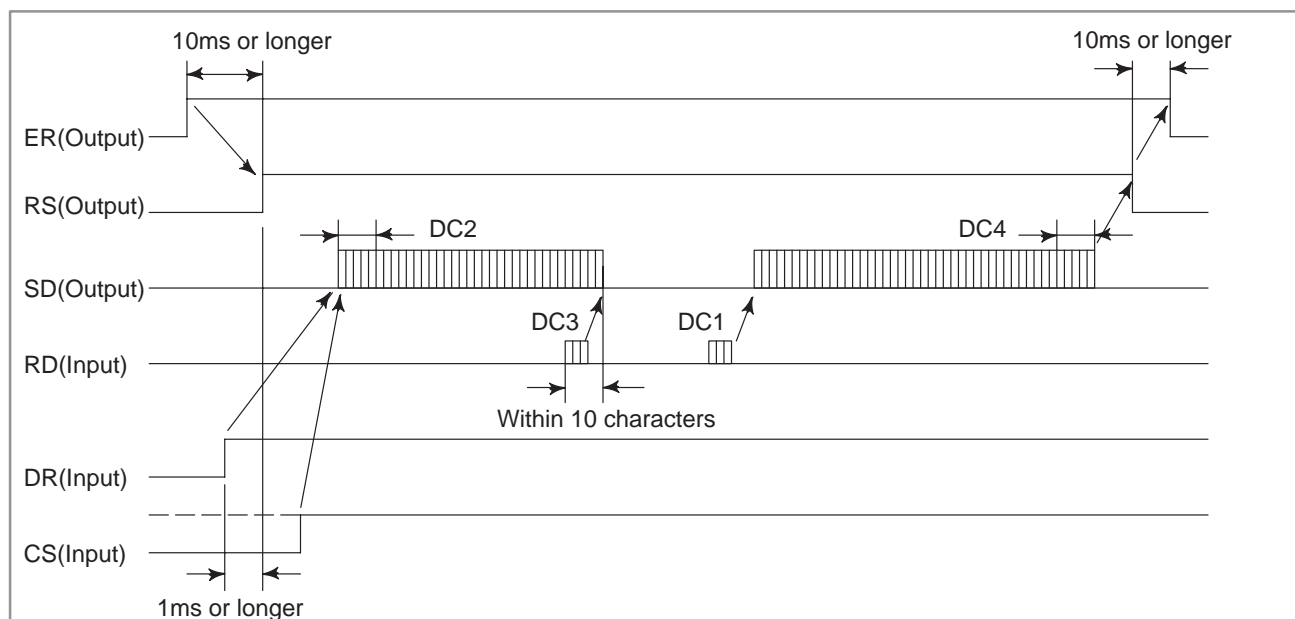 10ms or longer
10ms or longer
ER(Output)
RS(Output)
DC2
DC4
SD(Output)
DC3
DC1
RD(Input)
Within 10 characters
DR(Input)
CS(Input)
1ms or longer